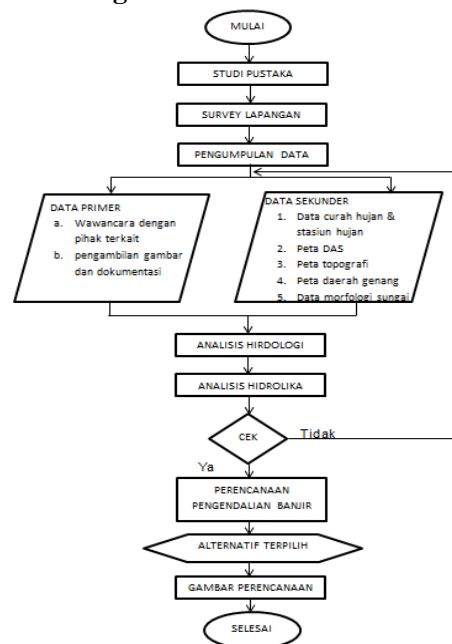 MULAI
STUDI PUSTAKA
SURVEY LAPANGAN
PENGUMPULAN DATA
DATA PRIMER
a. Wawancara dengan
pihak terkait
b. pengambilan gambar
dan dokumentasi
DATA SEKUNDER
1. Data curah hujan &
stasiun hujan
2. Peta DAS
3. Peta topografi
4. Peta daerah genang
5. Data morfologi sungai
ANALISIS HIRDOLOGI
ANALISIS HIDROLIKA
CEK
Tidak
Ya
PERENCANAAN
PENGENDALIAN BANJIR
ALTERNATIF TERPILIH
GAMBAR PERENCANAAN
SELESAI